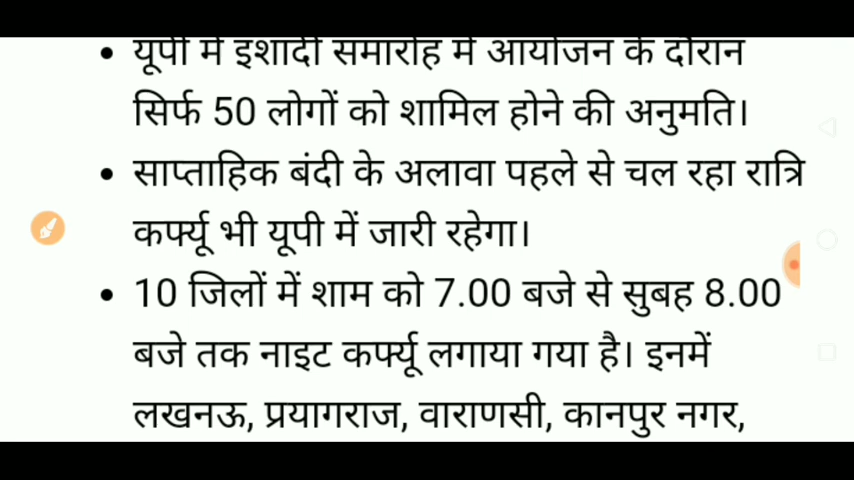 यूपी में इशादी समारोह में आयोजन के दौरान
सिर्फ 50 लोगों को शामिल होने की अनुमति।
साप्ताहिक बंदी के अलावा पहले से चल रहा रात्रि
कर्फ्यू भी यूपी में जारी रहेगा।
10 जिलों में शाम को 7.00 बजे से सुबह 8.00
बजे तक नाइट कर्फ्यू लगाया गया है। इनमें
लखनऊ, प्रयागराज, वाराणसी, कानपुर नगर,